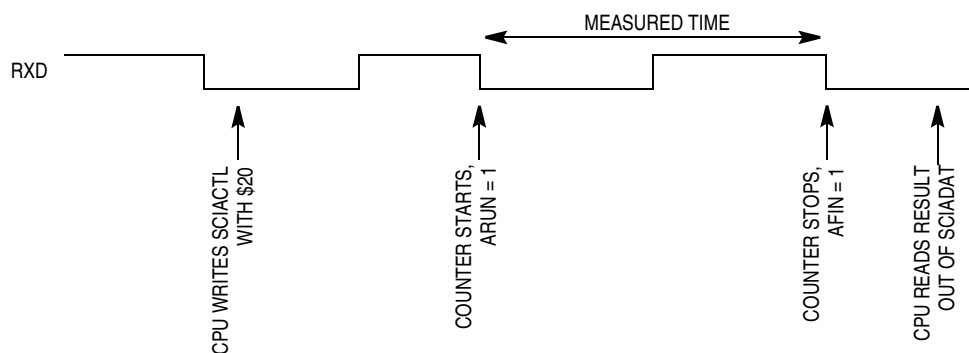 MEASURED TIME
RXD
CPU WRITES SCIACTL
WITH $20
COUNTER STARTS,
ARUN = 1
COUNTER STOPS,
AFIN = 1
CPU READS RESULT
OUT OF SCIADAT